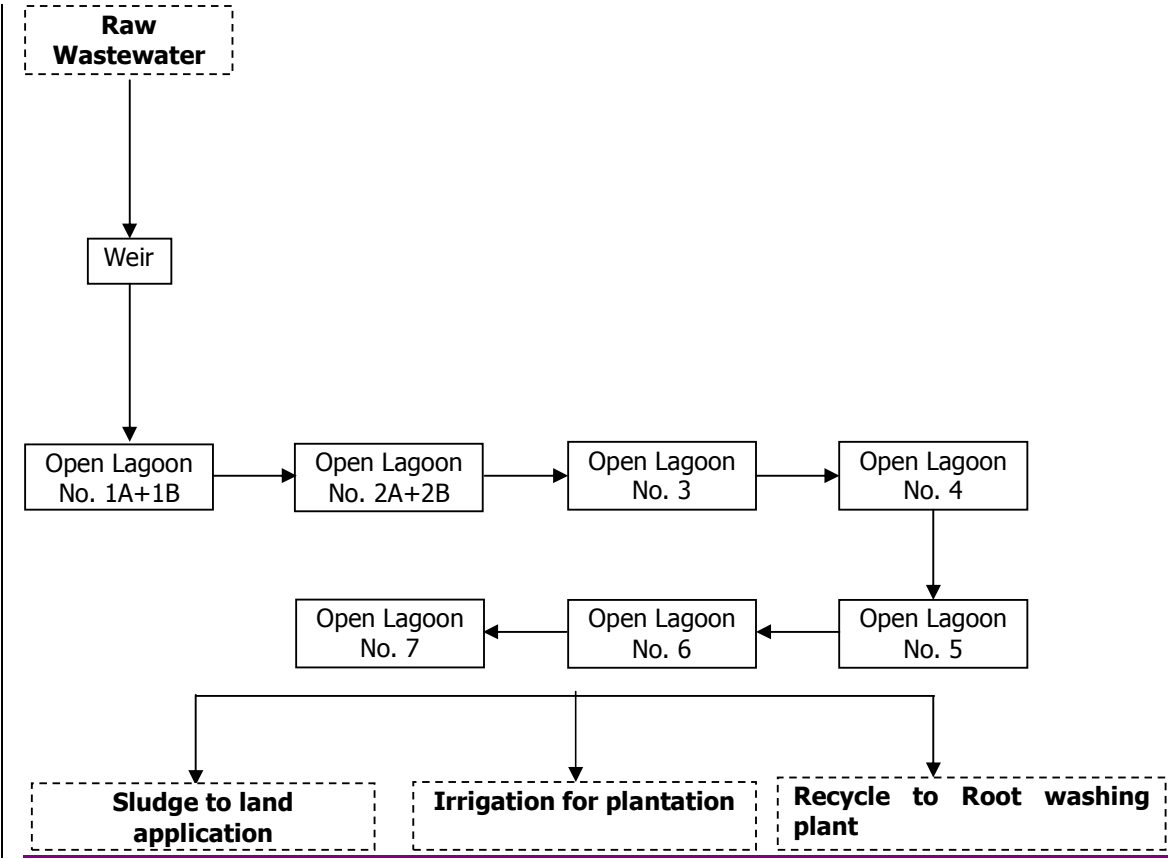 Raw
Wastewater
Weir
Open Lagoon
No. 1A+1B
Open Lagoon
No. 2A+2B
Open Lagoon
No. 3
Open Lagoon
No. 4
Open Lagoon
No. 7
Open Lagoon
No. 6
Open Lagoon
No. 5
Sludge to land
application
Irrigation for plantation
Recycle to Root washing
plant